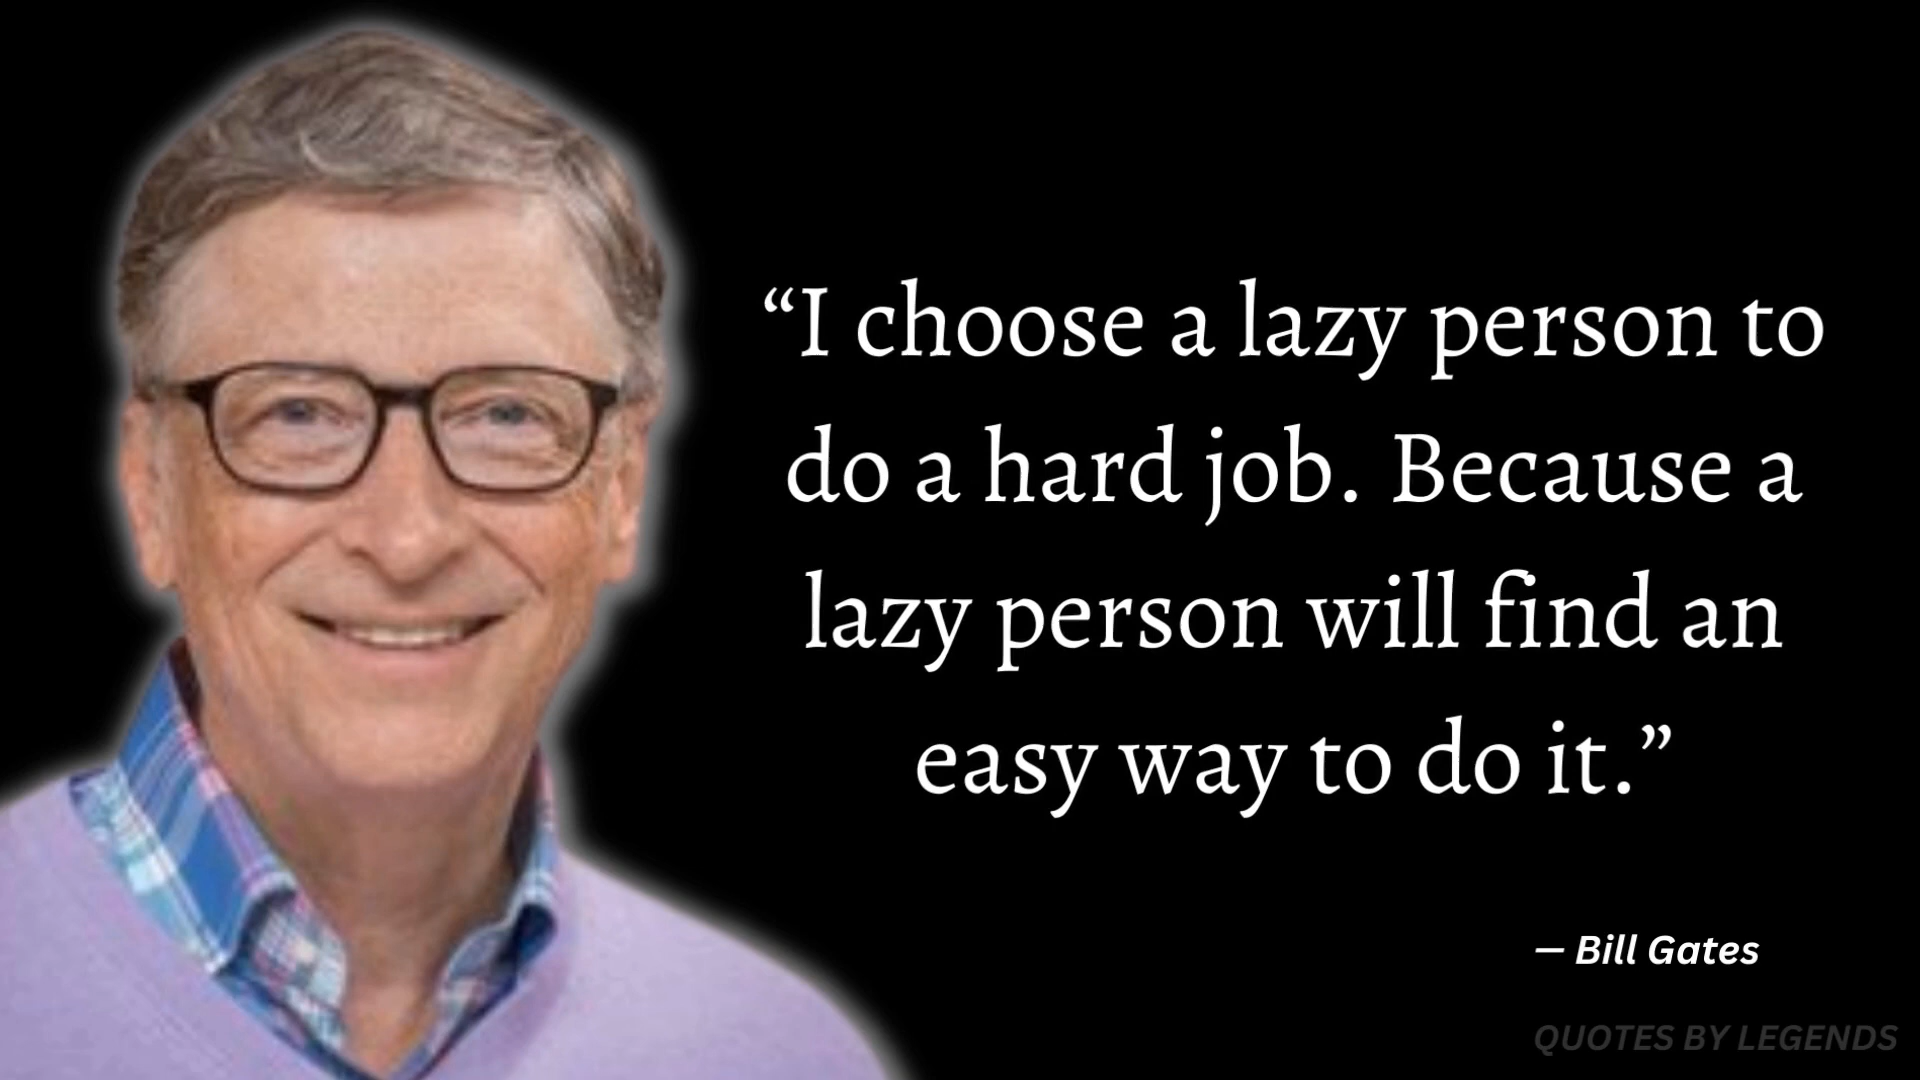 “I choose a lazy person to
do a hard job. Because a
lazy person will find an
easy way to do it.”
– Bill Gates
QUOTES BY LEGENDS